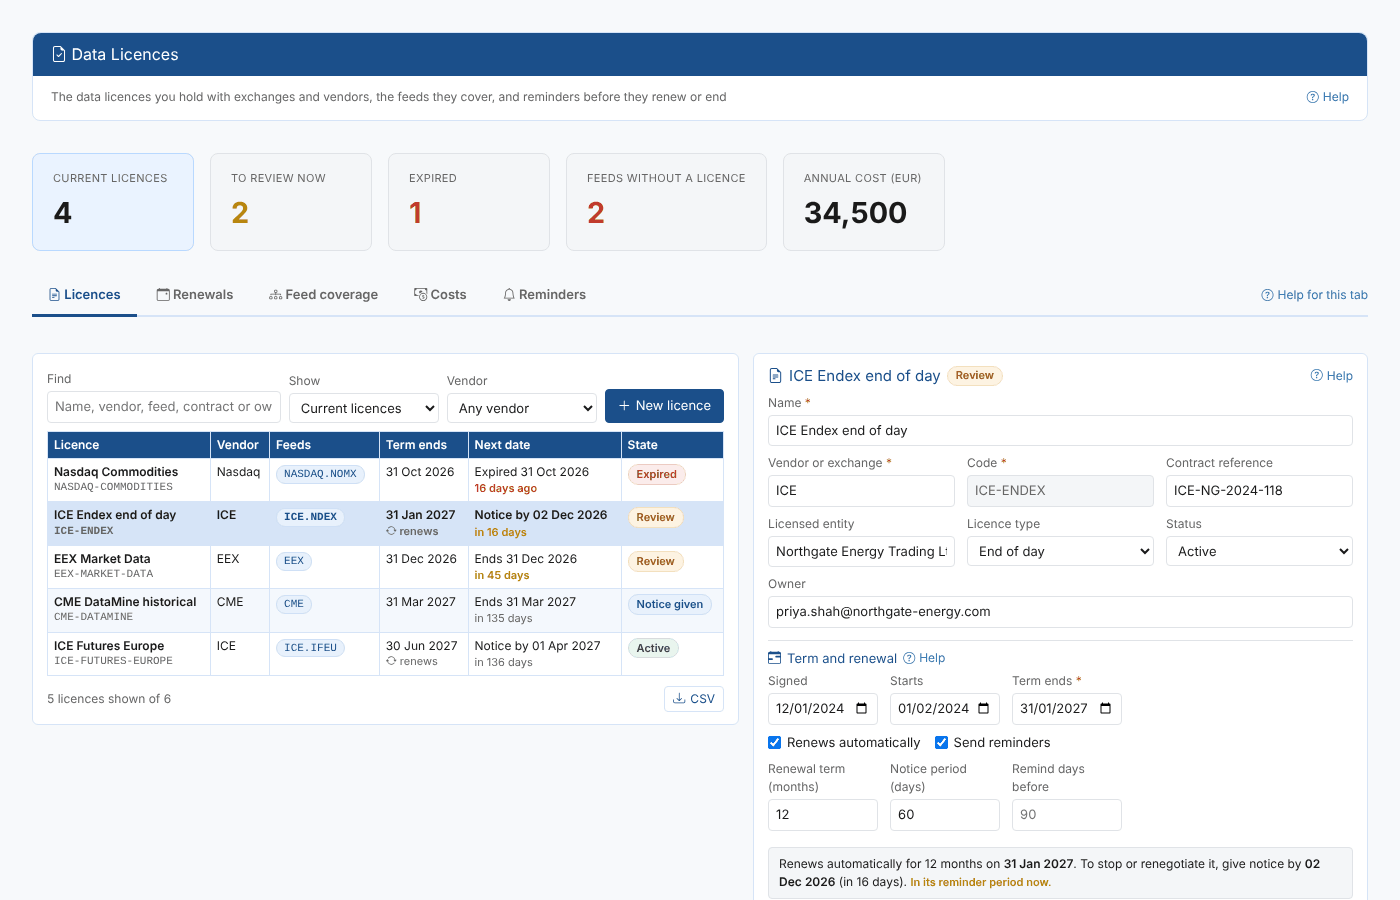 Data Licences
The data licences you hold with exchanges and vendors, the feeds they cover, and reminders before they renew or end
Help
CURRENT LICENCES
4
TO REVIEW NOW
2
EXPIRED
1
FEEDS WITHOUT A LICENCE
2
ANNUAL COST (EUR)
34,500
Licences
Renewals
Feed coverage
Costs
Reminders
Help for this tab
Find
Name, vendor, feed, contract or ow
Show
Current licences
Vendor
Any vendor
New licence
Licence Vendor Feeds Term ends Next date State
Nasdaq Commodities Nasdaq NASDAQ.NOMX 31 Oct 2026 Expired 31 Oct 2026 Expired
NASDAQ-COMMODITIES 16 days ago
ICE Endex end of day ICE ICE.NDEX 31 Jan 2027 Notice by 02 Dec 2026 Review
ICE-ENDEX renews in 16 days
EEX Market Data EEX EEX 31 Dec 2026 Ends 31 Dec 2026 Review
EEX-MARKET-DATA in 45 days
CME DataMine historical CME CME 31 Mar 2027 Ends 31 Mar 2027 Notice given
CME-DATAMINE in 135 days
ICE Futures Europe ICE ICE.IFEU 30 Jun 2027 Notice by 01 Apr 2027 Active
ICE-FUTURES-EUROPE renews in 136 days
5 licences shown of 6
CSV
ICE Endex end of day Review
Help
Name *
ICE Endex end of day
Vendor or exchange * Code * Contract reference
ICE ICE-ENDEX ICE-NG-2024-118
Licensed entity Licence type Status
Northgate Energy Trading Lt End of day Active
Owner
priya.shah@northgate-energy.com
Term and renewal Help
Signed Starts Term ends *
12/01/2024 01/02/2024 31/01/2027
Renews automatically Send reminders
Renewal term (months) Notice period (days) Remind days before
12 60 90
Renews automatically for 12 months on 31 Jan 2027. To stop or renegotiate it, give notice by 02
Dec 2026 (in 16 days). In its reminder period now.